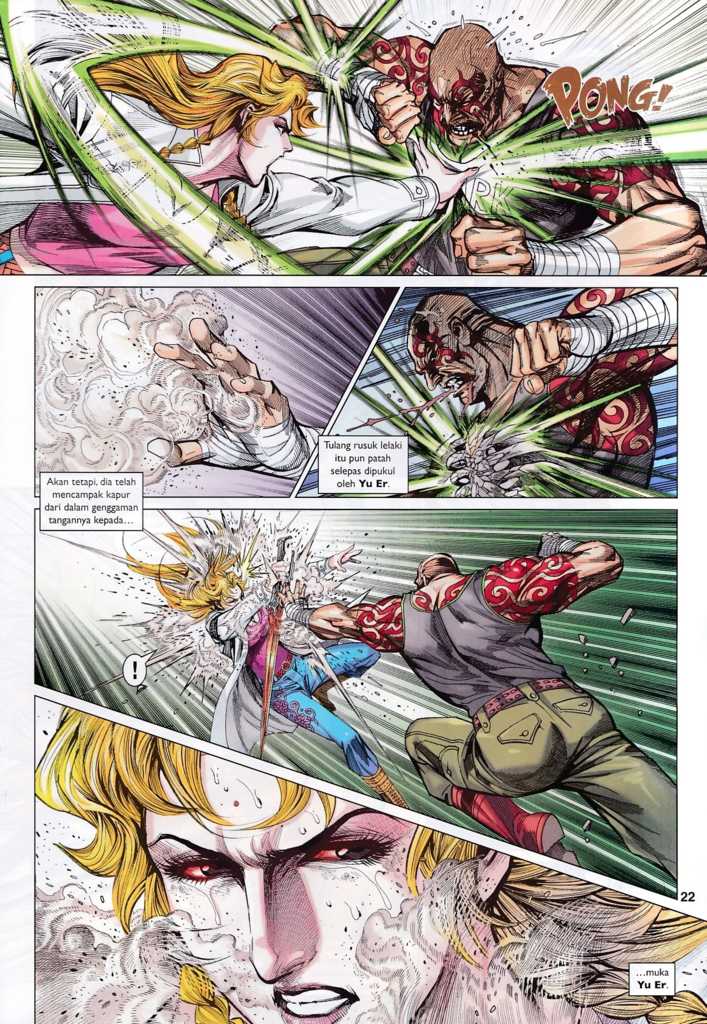 PONG!
Tulang rusuk lelaki
itu pun patah
selepas dipukul
oleh Yu Er.
Akan tetapi, dia telah
mencampak kapur
dari dalam genggaman
tangannya kepada...
!
22
...muka
Yu Er.